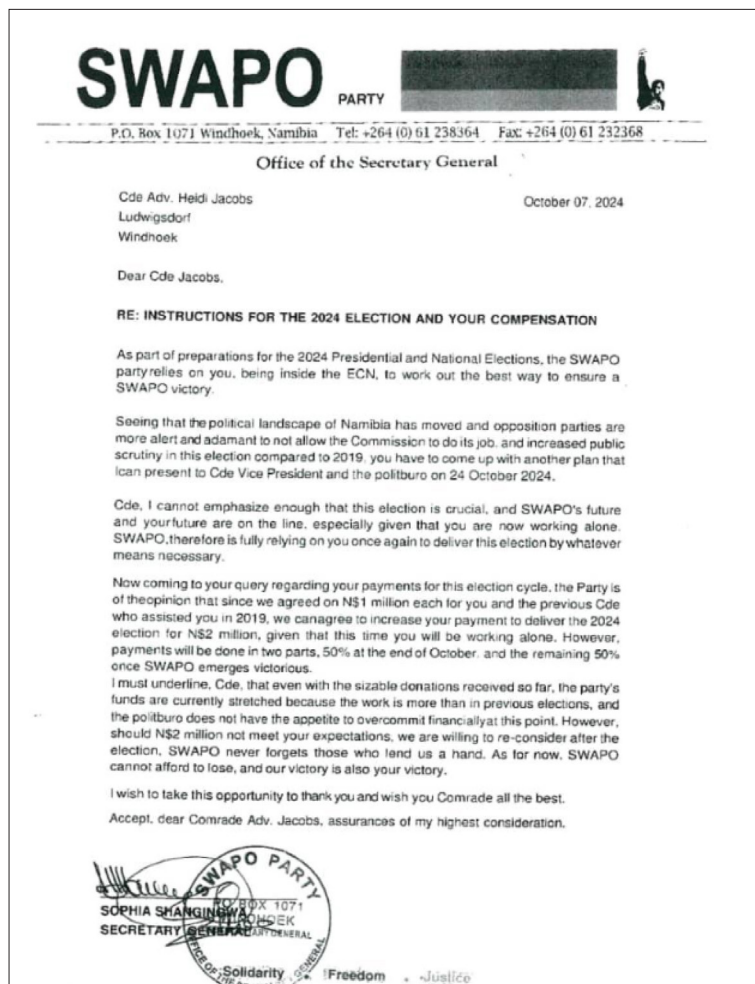 SWAPO PARTY
P.O. Box 1071 Windhoek, Namibia Tel: +264 (0) 61 238364 Fax: +264 (0) 61 232368
Office of the Secretary General
Cde Adv. Heidi Jacobs
October 07, 2024
Ludwigsdorf
Windhoek
Dear Cde Jacobs,
RE: INSTRUCTIONS FOR THE 2024 ELECTION AND YOUR COMPENSATION
As part of preparations for the 2024 Presidential and National Elections, the SWAPO
partyrelies on you, being inside the ECN, to work out the best way to ensure a
SWAPO victory.
Seeing that the political landscape of Namibia has moved and opposition parties are
more alert and adamant to not allow the Commission to do its job, and increased public
scrutiny in this election compared to 2019, you have to come up with another plan that
Ican present to Cde Vice President and the politburo on 24 October 2024.
Cde, I cannot emphasize enough that this election is crucial, and SWAPO's future
and yourfuture are on the line, especially given that you are now working alone.
SWAPO,therefore is fully relying on you once again to deliver this election by whatever
means necessary.
Now coming to your query regarding your payments for this election cycle, the Party is
of theopinion that since we agreed on N$1 million each for you and the previous Cde
who assisted you in 2019, we canagree to increase your payment to deliver the 2024
election for N$2 million, given that this time you will be working alone. However,
payments will be done in two parts, 50% at the end of October, and the remaining 50%
once SWAPO emerges victorious.
I must underline, Cde, that even with the sizable donations received so far, the party's
funds are currently stretched because the work is more than in previous elections, and
the politburo does not have the appetite to overcommit financiallyat this point. However,
should N$2 million not meet your expectations, we are willing to re-consider after the
election, SWAPO never forgets those who lend us a hand. As for now, SWAPO
cannot afford to lose, and our victory is also your victory.
I wish to take this opportunity to thank you and wish you Comrade all the best.
Accept, dear Comrade Adv. Jacobs, assurances of my highest consideration.
SWAPO PARTY
PO BOX 1071
SOPHIA SHANINGWA
SECRETARY GENERAL
Solidarity Freedom Justice